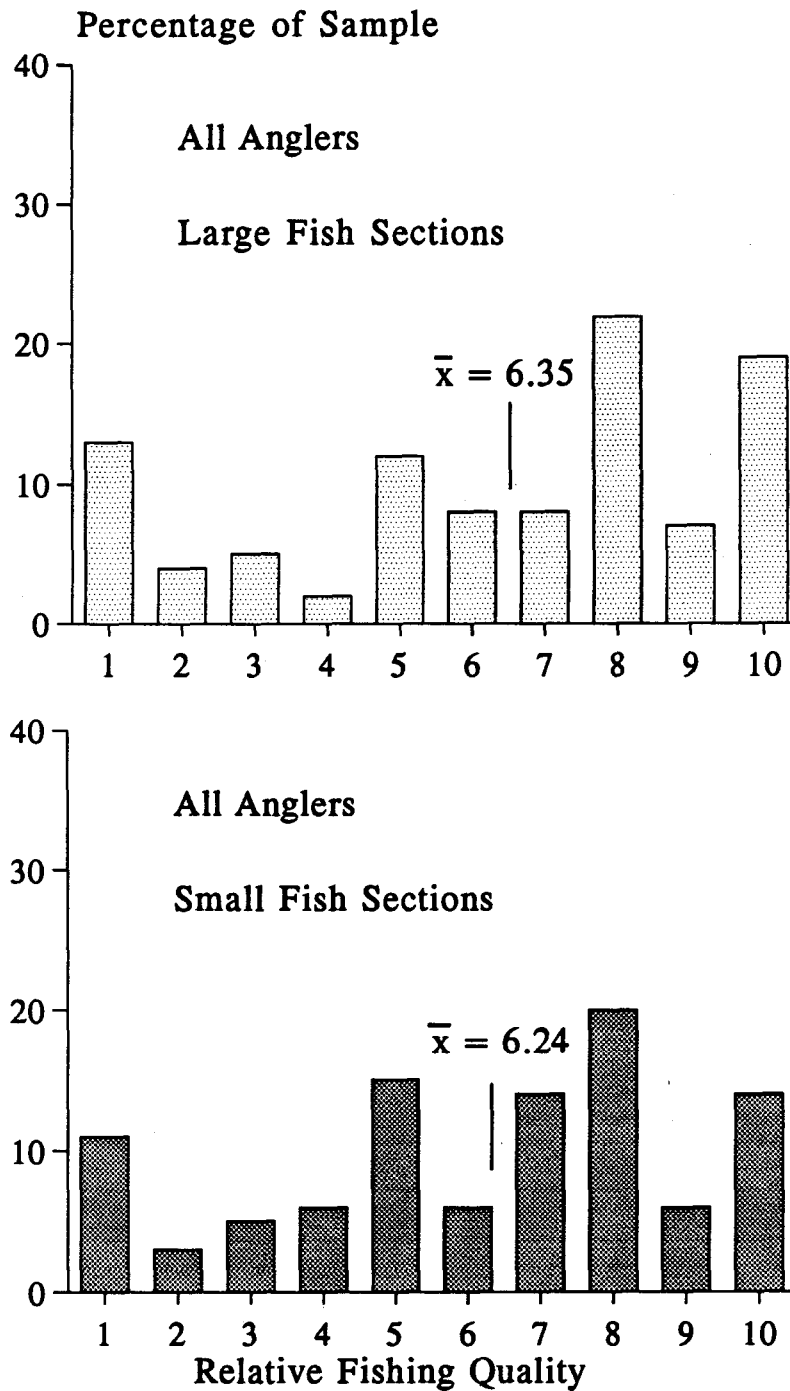 Percentage of Sample
40
All Anglers
30
Large Fish Sections
20
x̄ = 6.35
10
0
1 2 3 4 5 6 7 8 9 10
40
All Anglers
30
Small Fish Sections
20
x̄ = 6.24
10
0
1 2 3 4 5 6 7 8 9 10
Relative Fishing Quality